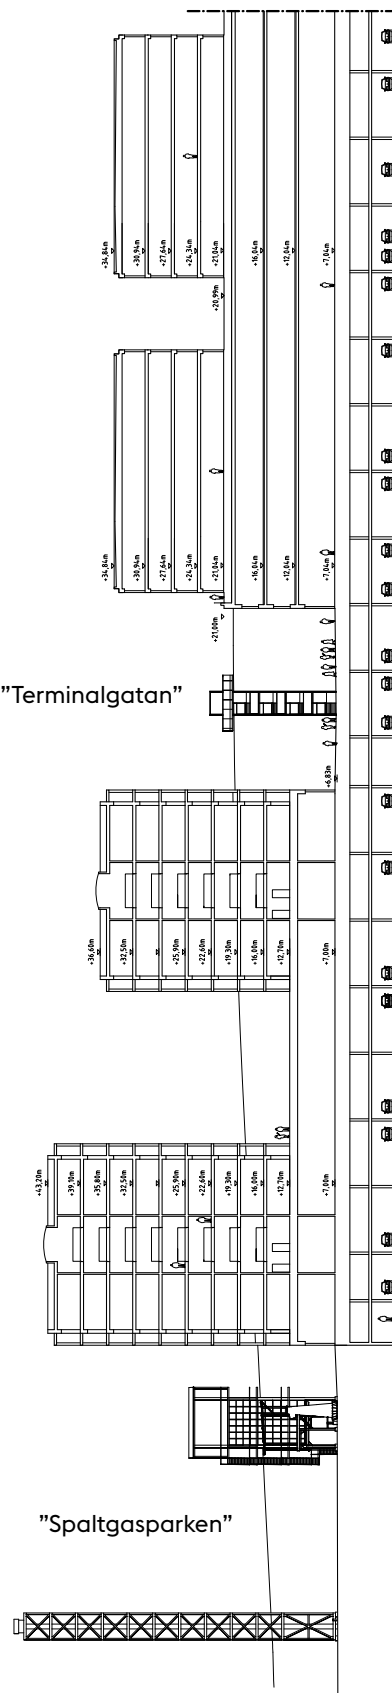 +34,84m
+30,94m
+27,64m
+24,34m
+21,04m
+16,04m
+12,04m
+7,04m
+20,99m
+34,84m
+30,94m
+27,64m
+24,34m
+21,04m
+16,04m
+12,04m
+7,04m
+21,00m
”Terminalgatan”
+6,83m
+36,60m
+32,50m
+25,90m
+22,60m
+19,30m
+16,00m
+12,70m
+7,00m
+43,20m
+39,10m
+35,80m
+32,50m
+25,90m
+22,60m
+19,30m
+16,00m
+12,70m
+7,00m
”Spaltgasparken”